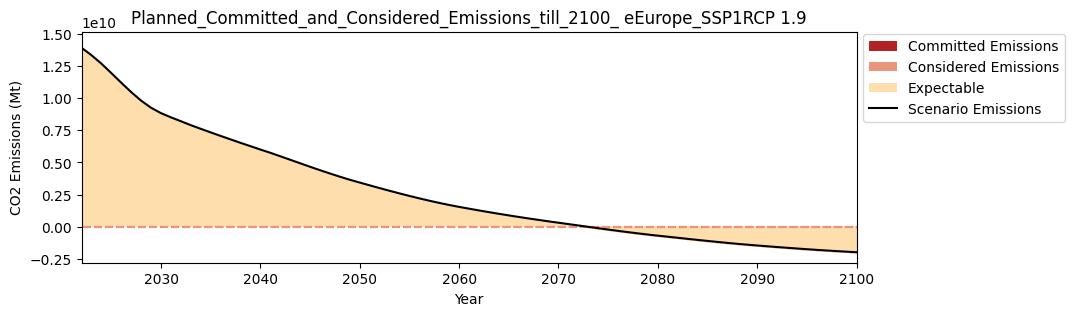 Planned_Committed_and_Considered_Emissions_till_2100_ eEurope_SSP1RCP 1.9
1e10
1.50
1.25
1.00
0.75
0.50
0.25
0.00
−0.25
CO2 Emissions (Mt)
2030
2040
2050
2060
2070
2080
2090
2100
Year
Committed Emissions
Considered Emissions
Expectable
Scenario Emissions